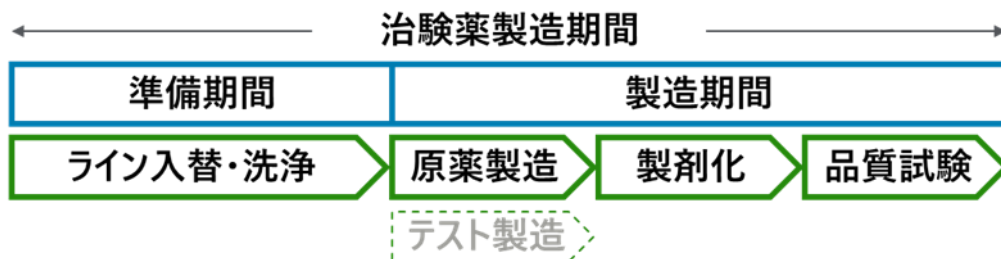 治験薬製造期間
準備期間 製造期間
ライン入替・洗浄 原薬製造 製剤化 品質試験
テスト製造